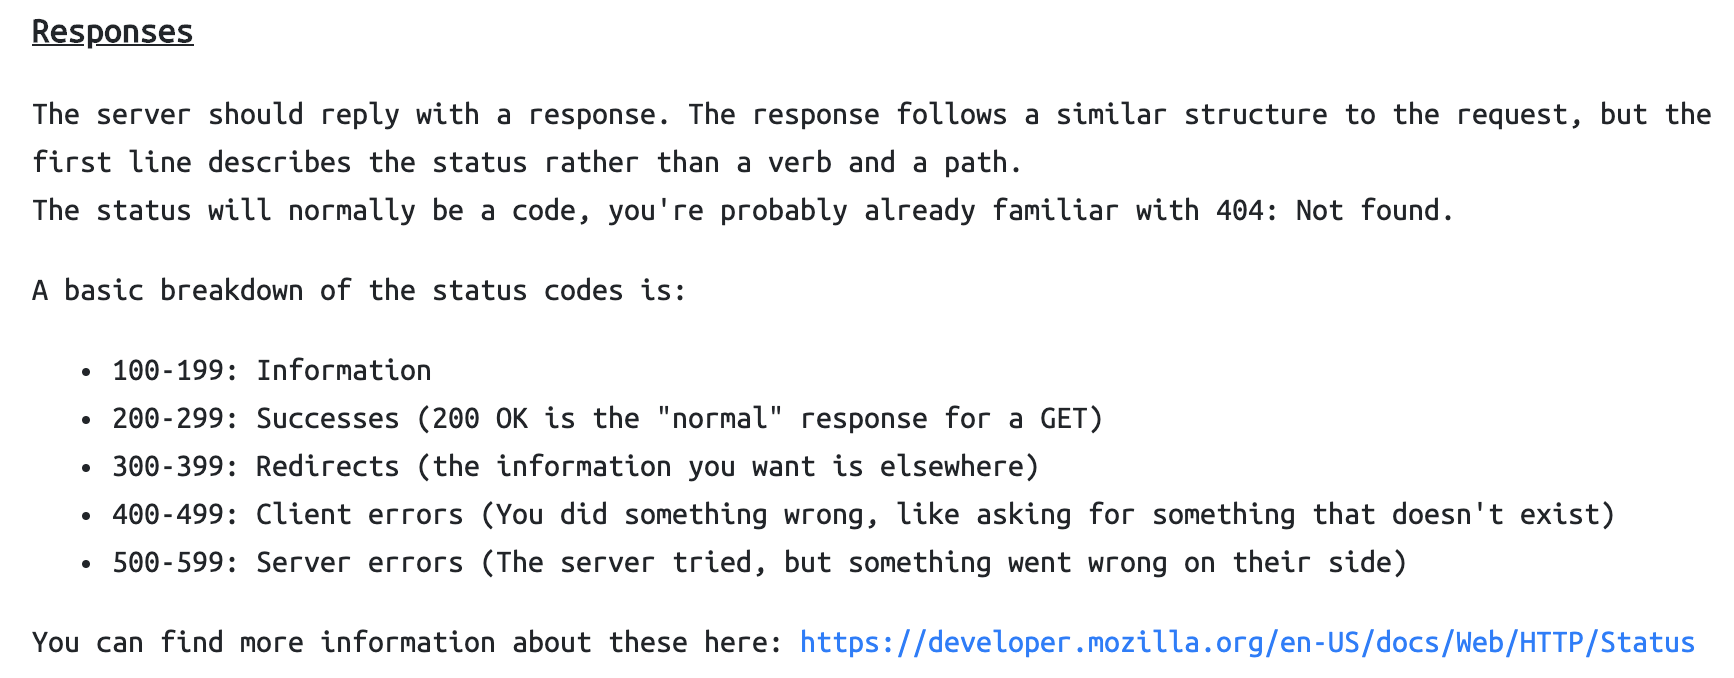 Responses
The server should reply with a response. The response follows a similar structure to the request, but the
first line describes the status rather than a verb and a path.
The status will normally be a code, you're probably already familiar with 404: Not found.
A basic breakdown of the status codes is:
• 100-199: Information
• 200-299: Successes (200 OK is the "normal" response for a GET)
• 300-399: Redirects (the information you want is elsewhere)
• 400-499: Client errors (You did something wrong, like asking for something that doesn't exist)
• 500-599: Server errors (The server tried, but something went wrong on their side)
You can find more information about these here: https://developer.mozilla.org/en-US/docs/Web/HTTP/Status